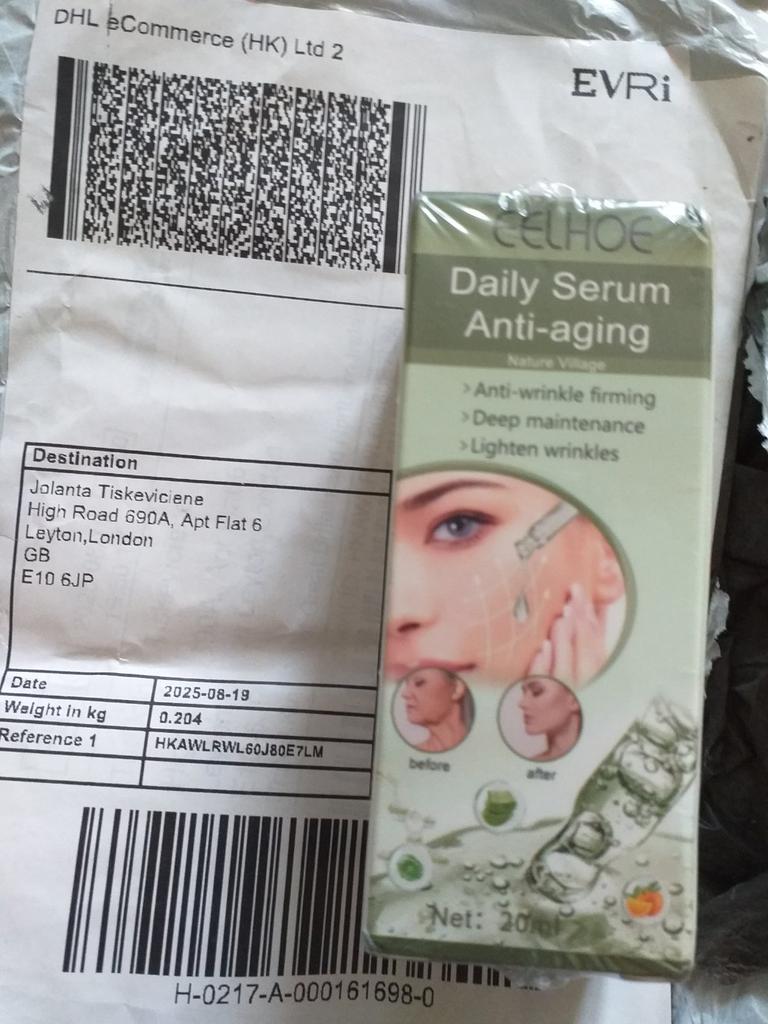 DHL eCommerce (HK) Ltd 2
EVRi
Destination
Jolanta Tiskeviciene
High Road 690A, Apt Flat 6
Leyton,London
GB
E10 6JP
Date 2025-08-19
Weight in kg 0.204
Reference 1 HKAWLRWL60J80E7LM
H-0217-A-000161698-0
EELHOE
Daily Serum
Anti-aging
Nature Village
>Anti-wrinkle firming
>Deep maintenance
>Lighten wrinkles
before
after
Net: 20ml